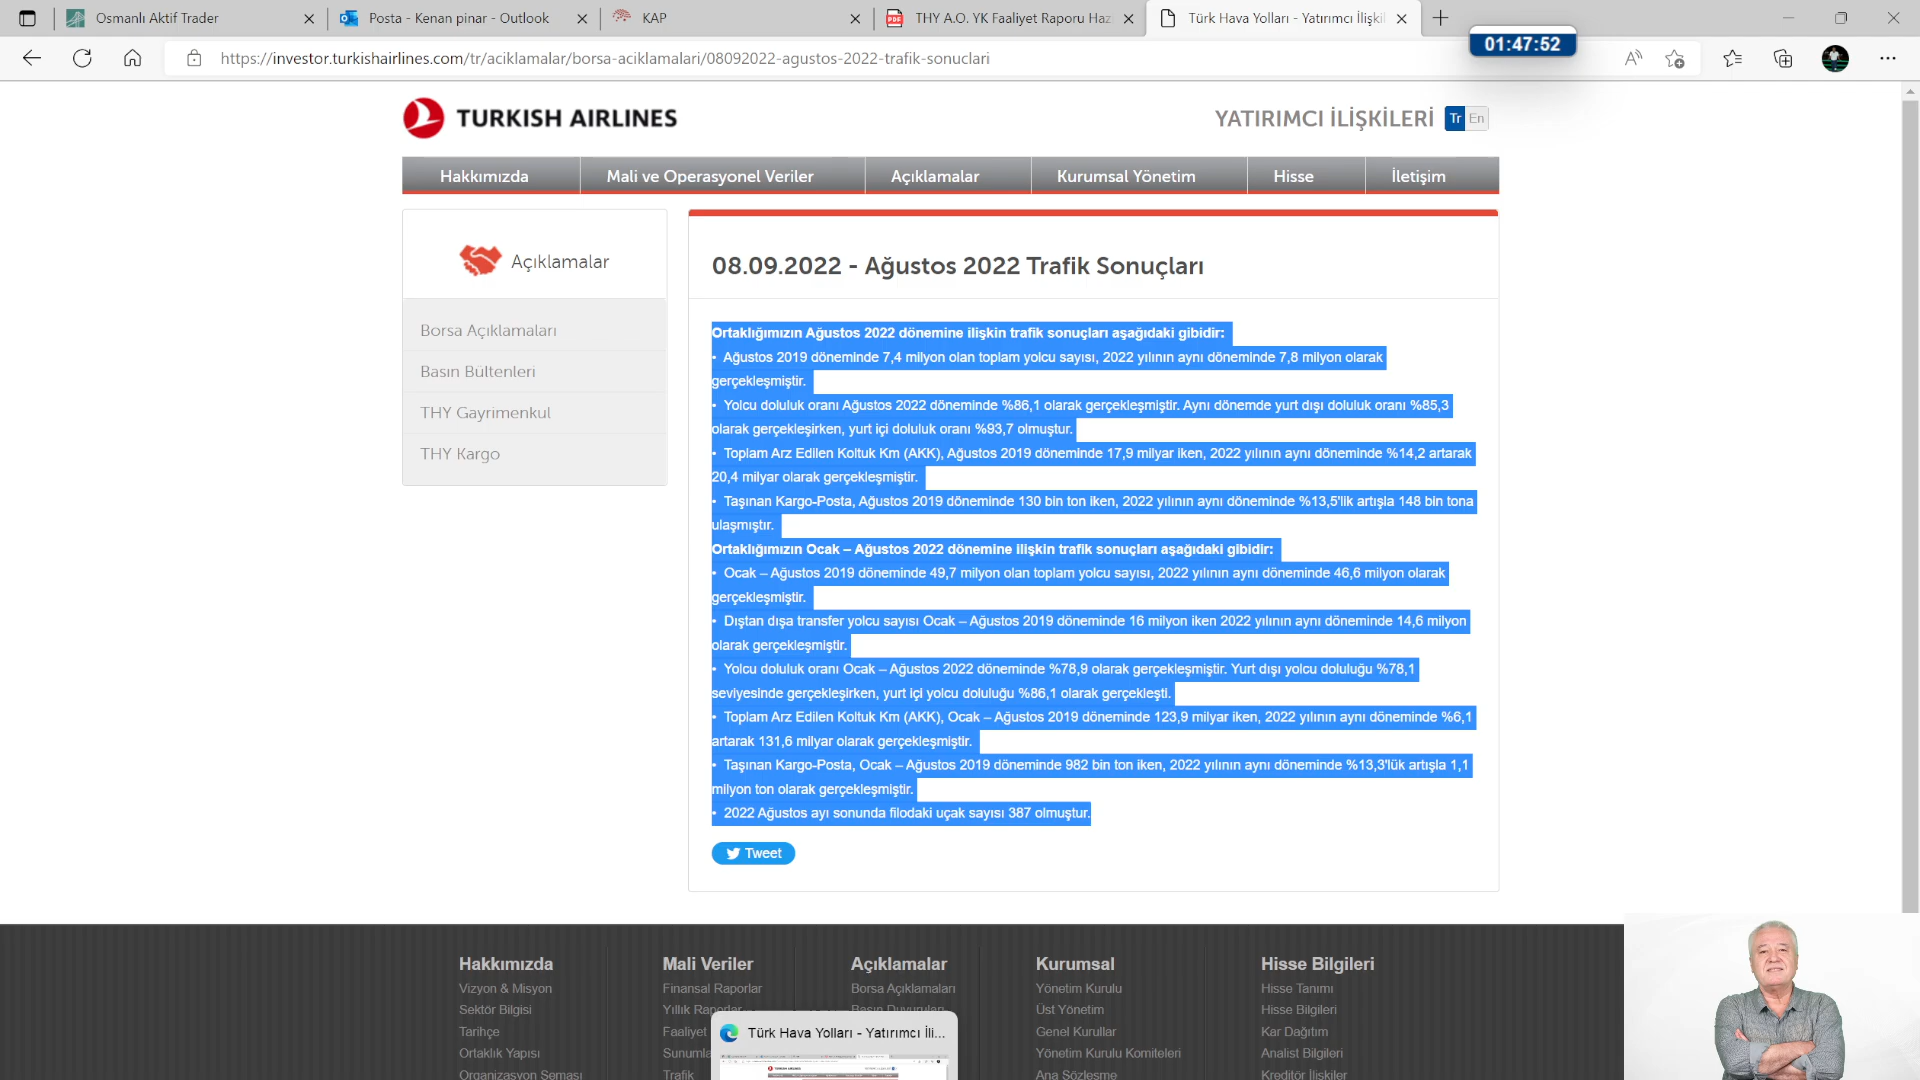 Osmanlı Aktif Trader
Posta - Kenan pinar - Outlook
KAP
THY A.O. YK Faaliyet Raporu Haz
Türk Hava Yolları - Yatırımcı İlişkil
01:47:52
https://investor.turkishairlines.com/tr/aciklamalar/borsa-aciklamalari/08092022-agustos-2022-trafik-sonuclari
TURKISH AIRLINES
YATIRIMCI İLİŞKİLERİ Tr En
Hakkımızda Mali ve Operasyonel Veriler Açıklamalar Kurumsal Yönetim Hisse İletişim
Açıklamalar
Borsa Açıklamaları
Basın Bültenleri
THY Gayrimenkul
THY Kargo
08.09.2022 - Ağustos 2022 Trafik Sonuçları
Ortaklığımızın Ağustos 2022 dönemine ilişkin trafik sonuçları aşağıdaki gibidir:
• Ağustos 2019 döneminde 7,4 milyon olan toplam yolcu sayısı, 2022 yılının aynı döneminde 7,8 milyon olarak
gerçekleşmiştir.
• Yolcu doluluk oranı Ağustos 2022 döneminde %86,1 olarak gerçekleşmiştir. Aynı dönemde yurt dışı doluluk oranı %85,3
olarak gerçekleşirken, yurt içi doluluk oranı %93,7 olmuştur.
• Toplam Arz Edilen Koltuk Km (AKK), Ağustos 2019 döneminde 17,9 milyar iken, 2022 yılının aynı döneminde %14,2 artarak
20,4 milyar olarak gerçekleşmiştir.
• Taşınan Kargo-Posta, Ağustos 2019 döneminde 130 bin ton iken, 2022 yılının aynı döneminde %13,5'lik artışla 148 bin tona
ulaşmıştır.
Ortaklığımızın Ocak – Ağustos 2022 dönemine ilişkin trafik sonuçları aşağıdaki gibidir:
• Ocak – Ağustos 2019 döneminde 49,7 milyon olan toplam yolcu sayısı, 2022 yılının aynı döneminde 46,6 milyon olarak
gerçekleşmiştir.
• Dıştan dışa transfer yolcu sayısı Ocak – Ağustos 2019 döneminde 16 milyon iken 2022 yılının aynı döneminde 14,6 milyon
olarak gerçekleşmiştir.
• Yolcu doluluk oranı Ocak – Ağustos 2022 döneminde %78,9 olarak gerçekleşmiştir. Yurt dışı yolcu doluluğu %78,1
seviyesinde gerçekleşirken, yurt içi yolcu doluluğu %86,1 olarak gerçekleşti.
• Toplam Arz Edilen Koltuk Km (AKK), Ocak – Ağustos 2019 döneminde 123,9 milyar iken, 2022 yılının aynı döneminde %6,1
artarak 131,6 milyar olarak gerçekleşmiştir.
• Taşınan Kargo-Posta, Ocak – Ağustos 2019 döneminde 982 bin ton iken, 2022 yılının aynı döneminde %13,3'lük artışla 1,1
milyon ton olarak gerçekleşmiştir.
• 2022 Ağustos ayı sonunda filodaki uçak sayısı 387 olmuştur.
Tweet
Hakkımızda
Vizyon & Misyon
Sektör Bilgisi
Tarihçe
Ortaklık Yapısı
Organizasyon Şeması
Mali Veriler
Finansal Raporlar
Yıllık Raporlar
Faaliyet
Sunumla
Trafik
Açıklamalar
Borsa Açıklamaları
Basın Duyuruları
Kurumsal
Yönetim Kurulu
Üst Yönetim
Genel Kurullar
Yönetim Kurulu Komiteleri
Ana Sözleşme
Hisse Bilgileri
Hisse Tanımı
Hisse Bilgileri
Kar Dağıtım
Analist Bilgileri
Kreditör İlişkiler
Türk Hava Yolları - Yatırımcı İli...